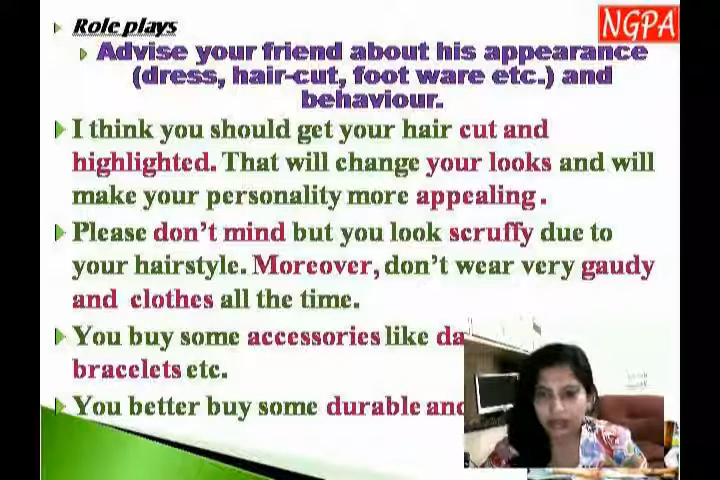 Role plays
NGPA
Advise your friend about his appearance
(dress, hair-cut, foot ware etc.) and
behaviour.
I think you should get your hair cut and
highlighted. That will change your looks and will
make your personality more appealing .
Please don't mind but you look scruffy due to
your hairstyle. Moreover, don't wear very gaudy
and clothes all the time.
You buy some accessories like
bracelets etc.
You better buy some durable and